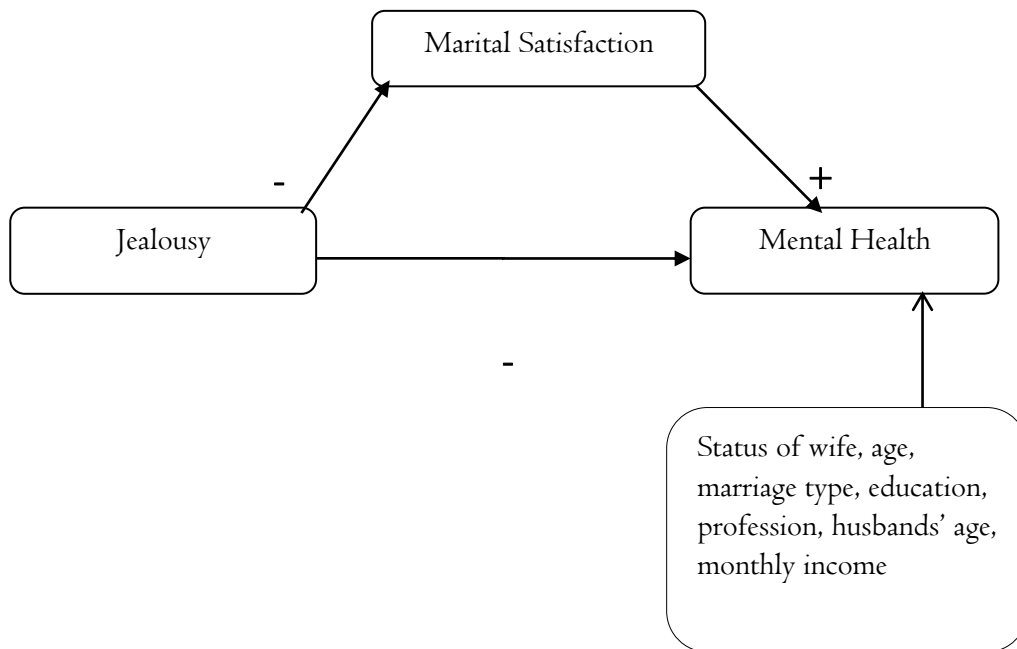 Marital Satisfaction
-
+
Jealousy
Mental Health
-
Status of wife, age,
marriage type, education,
profession, husbands’ age,
monthly income